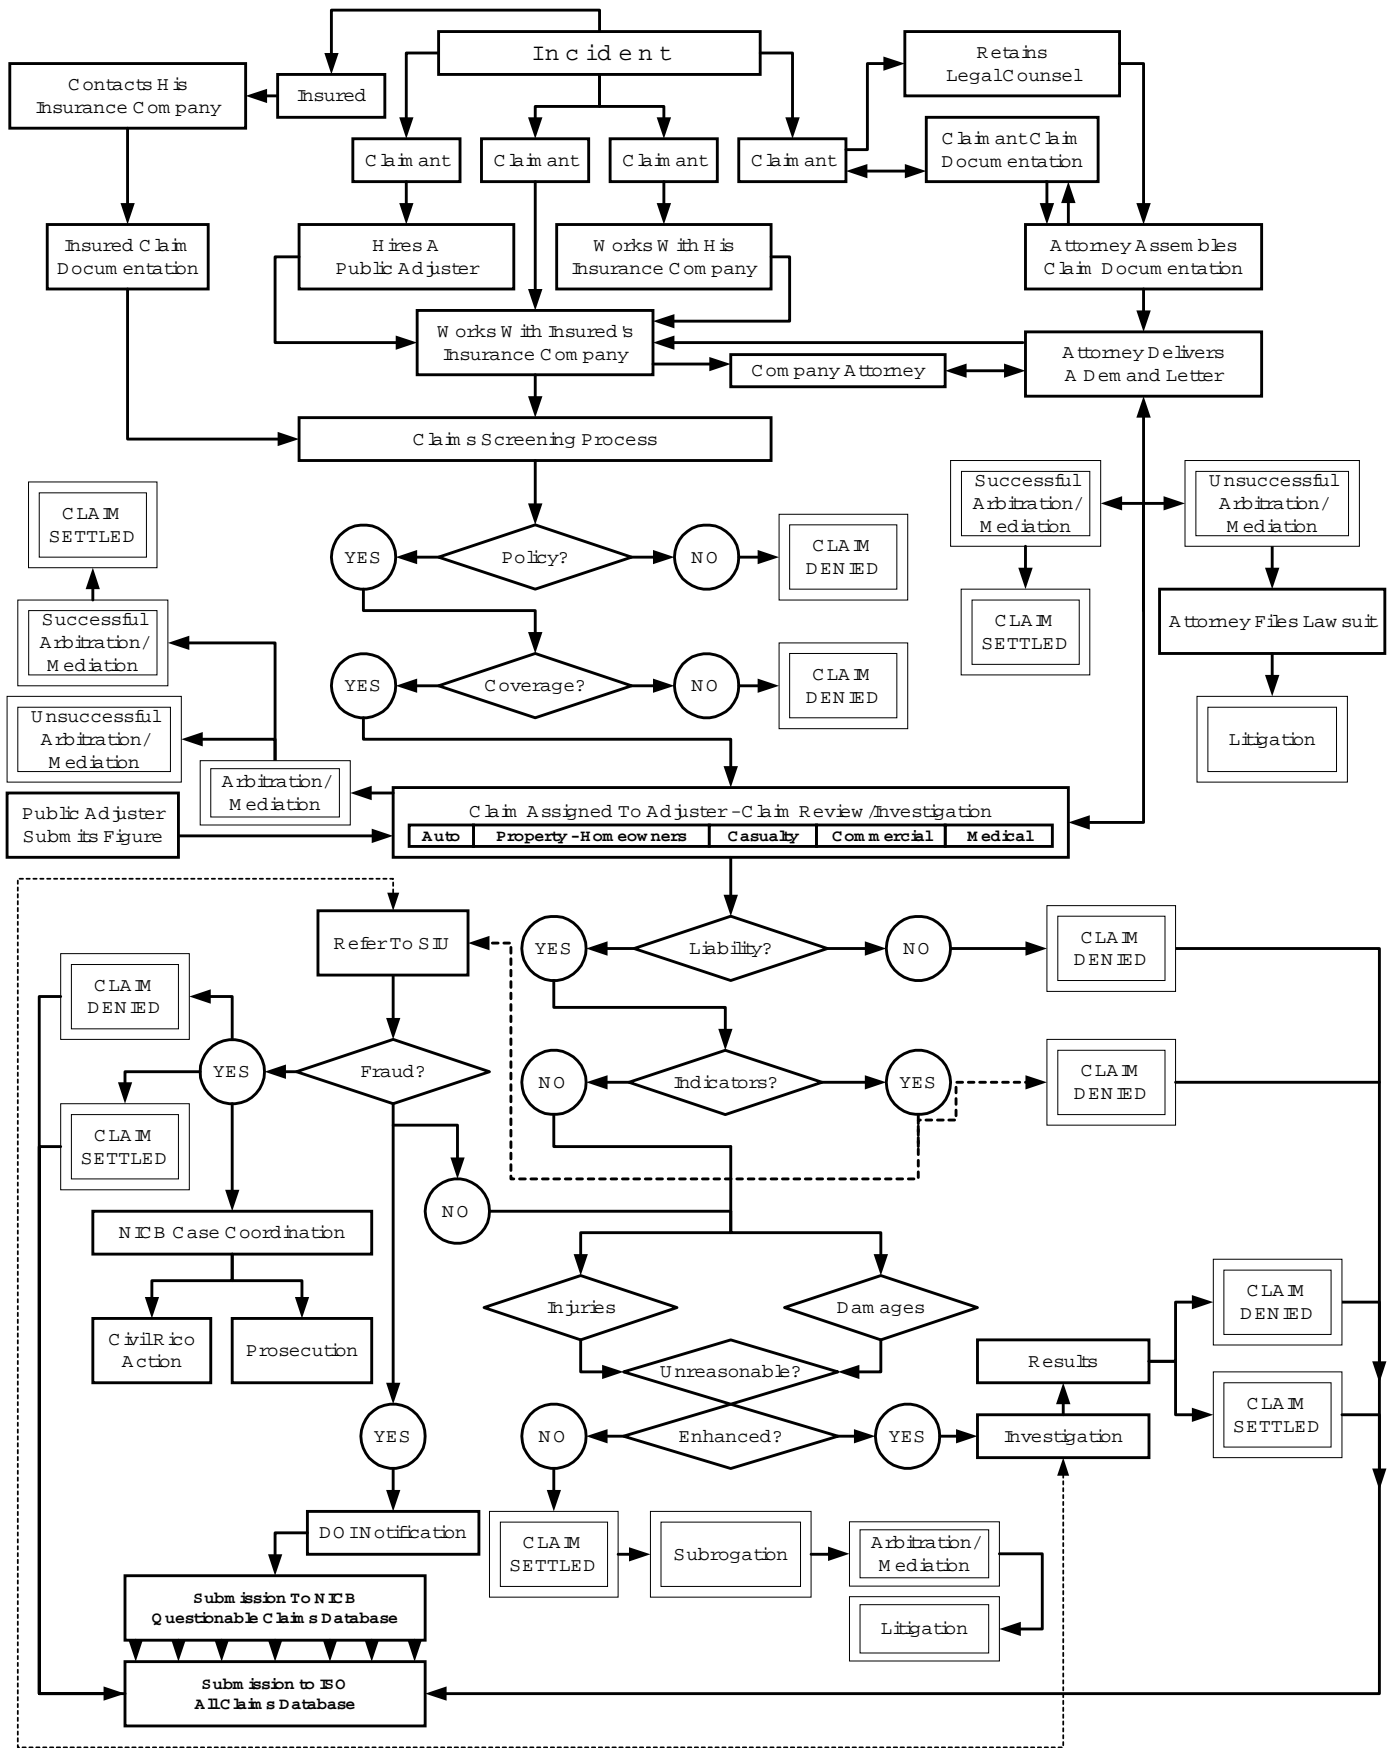 Incident
Retains
Legal Counsel
Contacts His
Insurance Company
Insured
Claimant
Claimant
Claimant
Claimant
Claimant Claim
Documentation
Insured Claim
Documentation
Hires A
Public Adjuster
Works With His
Insurance Company
Attorney Assembles
Claim Documentation
Works With Insured's
Insurance Company
Company Attorney
Attorney Delivers
A Demand Letter
Claims Screening Process
CLAIM
SETTLED
Successful
Arbitration/
Mediation
Unsuccessful
Arbitration/
Mediation
YES
Policy?
NO
CLAIM
DENIED
Successful
Arbitration/
Mediation
CLAIM
SETTLED
Attorney Files Lawsuit
YES
Coverage?
NO
CLAIM
DENIED
Unsuccessful
Arbitration/
Mediation
Litigation
Arbitration/
Mediation
Public Adjuster
Submits Figure
Claim Assigned To Adjuster-Claim Review/Investigation
Auto
Property-Homeowners
Casualty
Commercial
Medical
Refer To SIU
YES
Liability?
NO
CLAIM
DENIED
CLAIM
DENIED
YES
Fraud?
NO
Indicators?
YES
CLAIM
DENIED
CLAIM
SETTLED
NO
NICB Case Coordination
Civil Rico
Action
Prosecution
Injuries
Damages
CLAIM
DENIED
Unreasonable?
Results
CLAIM
SETTLED
YES
NO
Enhanced?
YES
Investigation
DOI Notification
CLAIM
SETTLED
Subrogation
Arbitration/
Mediation
Litigation
Submission To NICB
Questionable Claims Database
Submission to ISO
All Claims Database